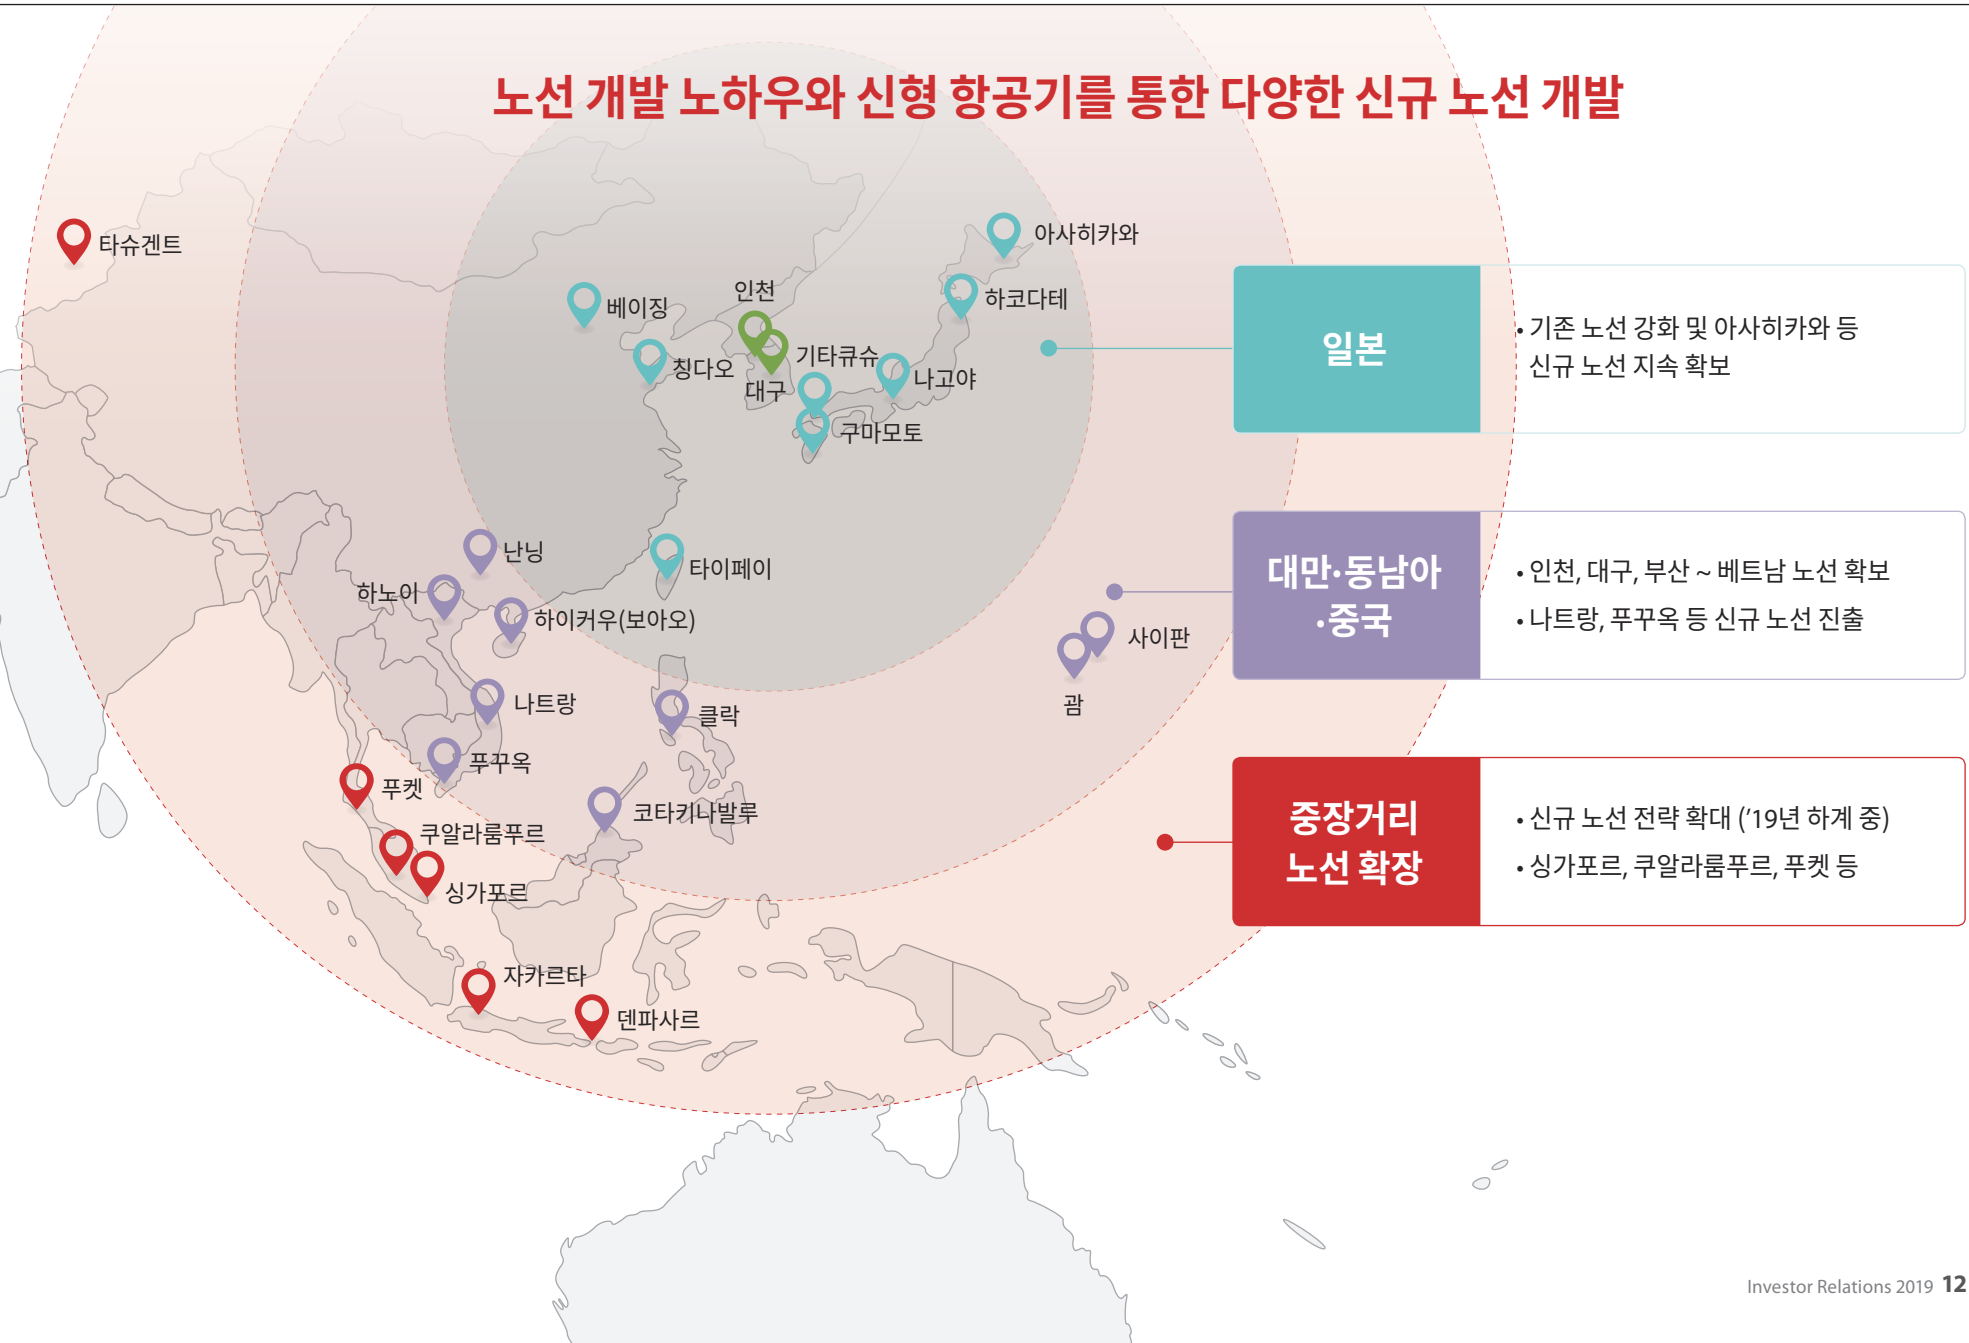 노선 개발 노하우와 신형 항공기를 통한 다양한 신규 노선 개발
타슈켄트
아사히카와
하코다테
베이징
인천
칭다오
기타큐슈
대구
나고야
구마모토
난닝
타이페이
하노이
하이커우(보아오)
사이판
괌
나트랑
클락
푸꾸옥
푸켓
코타키나발루
쿠알라룸푸르
싱가포르
자카르타
덴파사르
일본
• 기존 노선 강화 및 아사히카와 등
신규 노선 지속 확보
대만·동남아
·중국
• 인천, 대구, 부산 ~ 베트남 노선 확보
• 나트랑, 푸꾸옥 등 신규 노선 진출
중장거리
노선 확장
• 신규 노선 전략 확대 (’19년 하계 중)
• 싱가포르, 쿠알라룸푸르, 푸켓 등
Investor Relations 2019 12